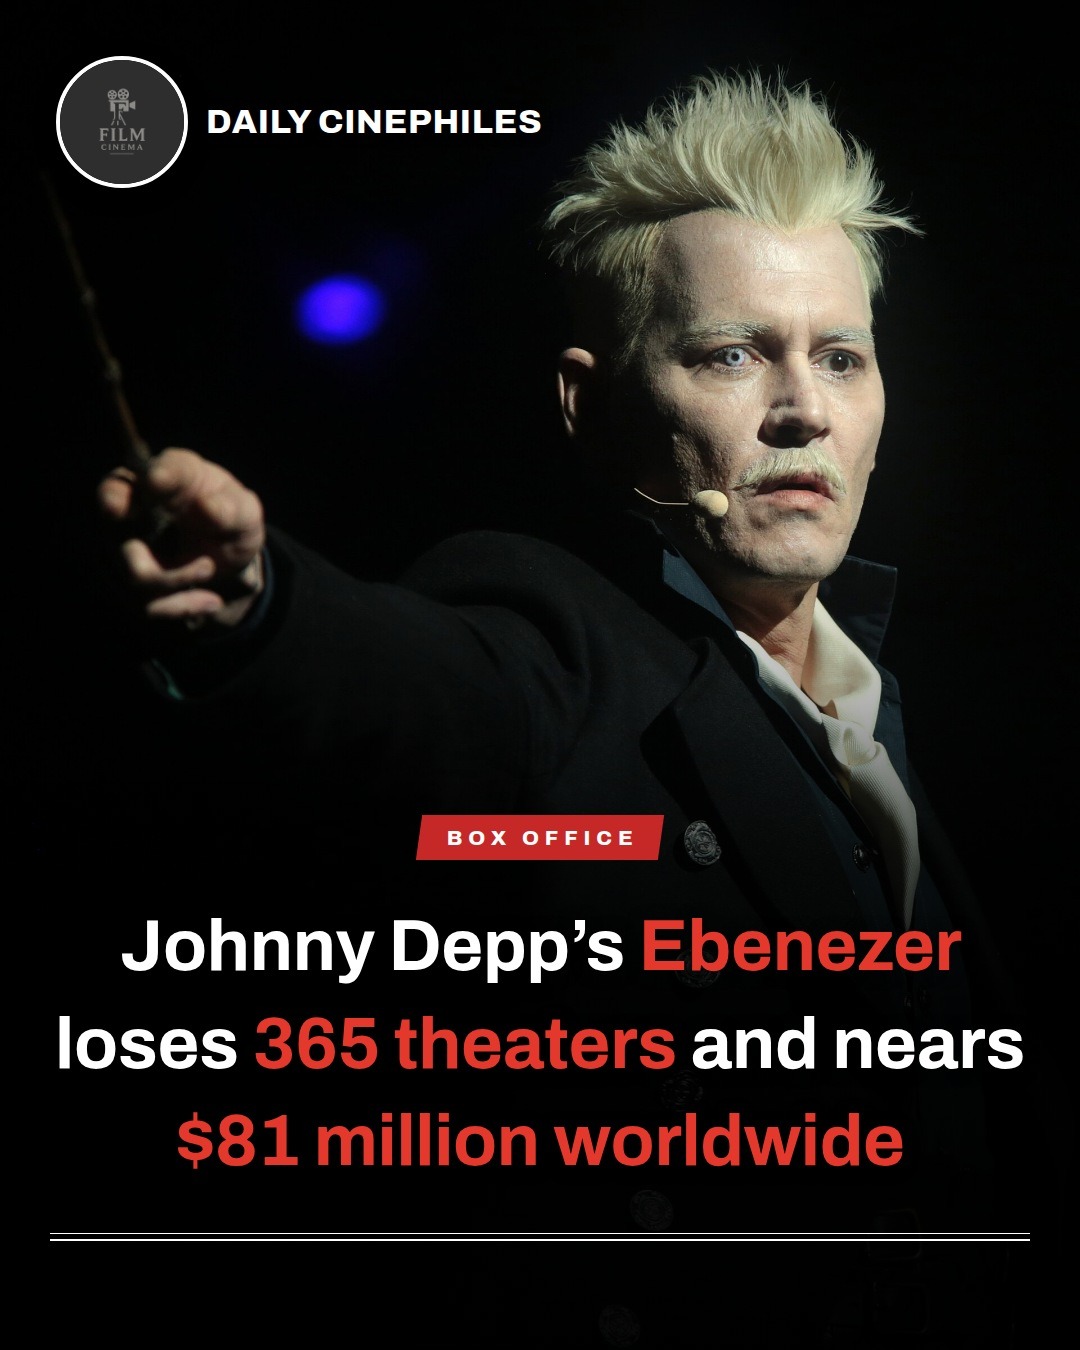 FILM
CINEMA
DAILY CINEPHILES
BOX OFFICE
Johnny Depp’s Ebenezer
loses 365 theaters and nears
$81 million worldwide